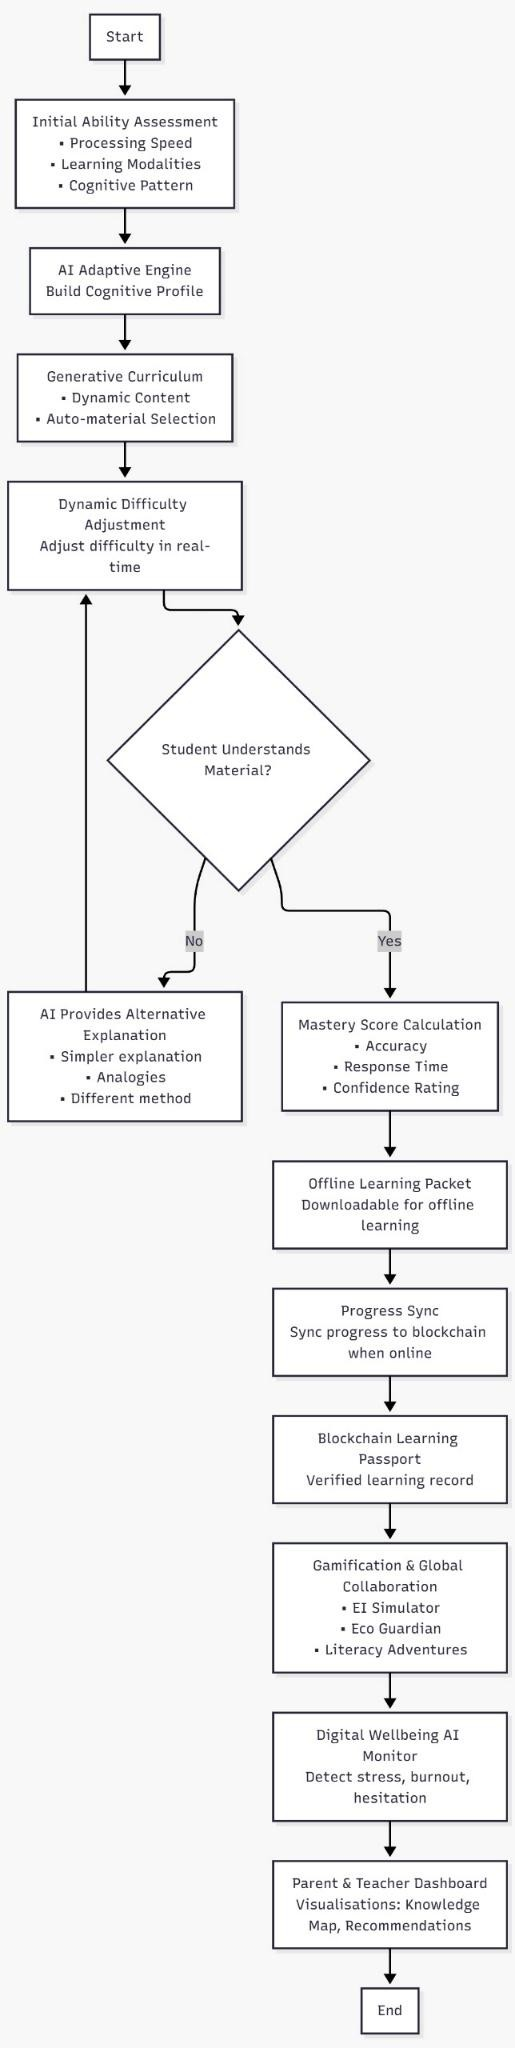 Start
Initial Ability Assessment
▪ Processing Speed
▪ Learning Modalities
▪ Cognitive Pattern
AI Adaptive Engine
Build Cognitive Profile
Generative Curriculum
▪ Dynamic Content
▪ Auto-material Selection
Dynamic Difficulty
Adjustment
Adjust difficulty in real-
time
Student Understands
Material?
No
Yes
AI Provides Alternative
Explanation
▪ Simpler explanation
▪ Analogies
▪ Different method
Mastery Score Calculation
▪ Accuracy
▪ Response Time
▪ Confidence Rating
Offline Learning Packet
Downloadable for offline
learning
Progress Sync
Sync progress to blockchain
when online
Blockchain Learning
Passport
Verified learning record
Gamification & Global
Collaboration
▪ EI Simulator
▪ Eco Guardian
▪ Literacy Adventures
Digital Wellbeing AI
Monitor
Detect stress, burnout,
hesitation
Parent & Teacher Dashboard
Visualisations: Knowledge
Map, Recommendations
End